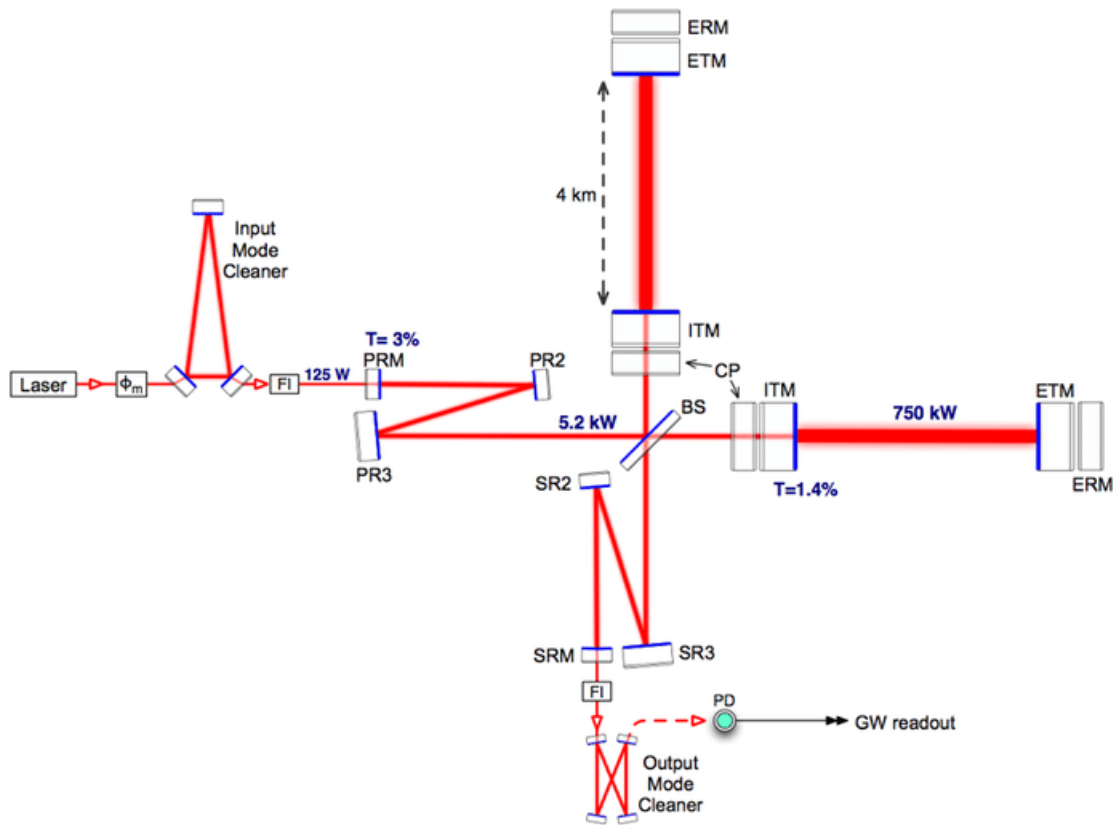 ERM
ETM
4 km
Input
Mode
Cleaner
ITM
T= 3%
PRM
PR2
CP
Laser
Φm
FI
125 W
BS
ITM
ETM
5.2 kW
750 kW
PR3
SR2
T=1.4%
ERM
SRM
SR3
FI
PD
GW readout
Output
Mode
Cleaner